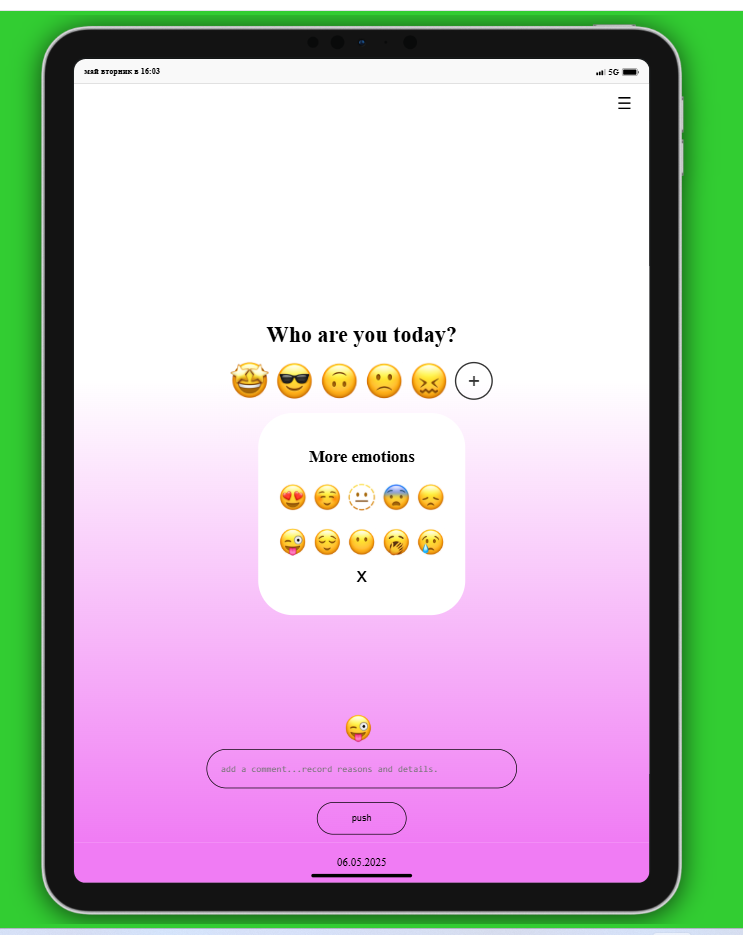 май вторник в 16:03
5G
☰
Who are you today?
🤩 😎 🙃 🙁 😖 +
More emotions
😍 ☺️ 🫥 😨 😞
😜 😌 😶 🥱 😢
X
😜
add a comment...record reasons and details.
push
06.05.2025